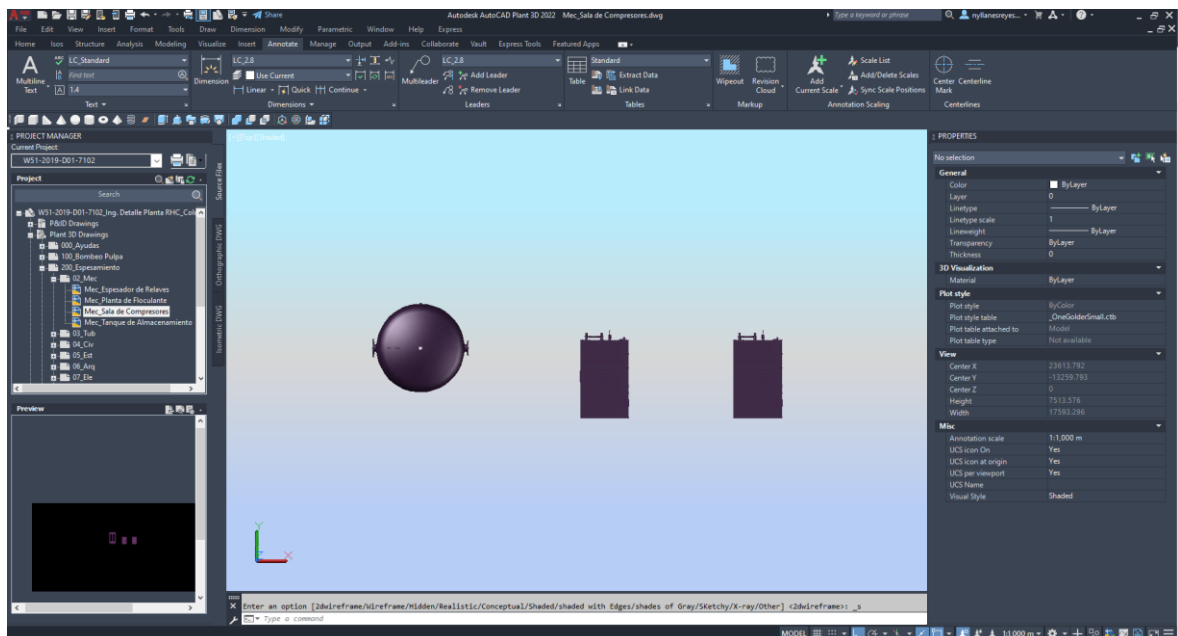 Share
Autodesk AutoCAD Plant 3D 2022 Mec_Sala de Compresores.dwg
Type a keyword or phrase
nyllanesreyes...
File Edit View Insert Format Tools Draw Dimension Modify Parametric Window Help Express
Home Isos Structure Analysis Modeling Visualize Insert Annotate Manage Output Add-ins Collaborate Vault Express Tools Featured Apps
A
Multiline
Text
LC_Standard
Find text
1.4
Text
Dimension
LC_2.8
Use Current
Linear Quick Continue
Dimensions
Multileader
LC_2.8
Add Leader
Remove Leader
Leaders
Table
Standard
Extract Data
Link Data
Tables
Wipeout
Revision
Cloud
Markup
Add
Current Scale
Scale List
Add/Delete Scales
Sync Scale Positions
Annotation Scaling
Center
Mark
Centerline
Centerlines
PROJECT MANAGER
Current Project:
W51-2019-D01-7102
Project
Search
W51-2019-D01-7102_Ing. Detalle Planta RHC_Col
P&ID Drawings
Plant 3D Drawings
000_Ayudas
100_Bombeo Pulpa
200_Espesamiento
02_Mec
Mec_Espesador de Relaves
Mec_Planta de Floculante
Mec_Sala de Compresores
Mec_Tanque de Almacenamiento
03_Tub
04_Civ
05_Est
06_Arq
07_Ele
Source Files
Orthographic DWG
Isometric DWG
Preview
Y
X
Enter an option [2dwireframe/Wireframe/Hidden/Realistic/Conceptual/Shaded/shaded with Edges/shades of Gray/SKetchy/X-ray/Other] <2dwireframe>: _s
Type a command
MODEL
1:1,000 m
PROPERTIES
No selection
General
Color ByLayer
Layer 0
Linetype ByLayer
Linetype scale 1
Lineweight ByLayer
Transparency ByLayer
Thickness 0
3D Visualization
Material ByLayer
Plot style
Plot style ByColor
Plot style table _OneGolderSmall.ctb
Plot table attached to Model
Plot table type Not available
View
Center X 23613.792
Center Y -13259.793
Center Z 0
Height 7513.576
Width 17593.296
Misc
Annotation scale 1:1,000 m
UCS icon On Yes
UCS icon at origin Yes
UCS per viewport Yes
UCS Name
Visual Style Shaded